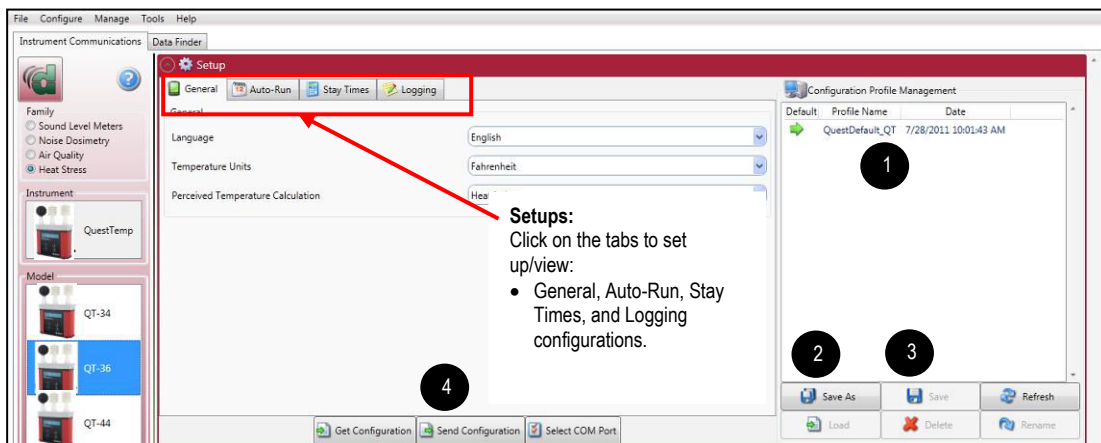 File Configure Manage Tools Help
Instrument Communications Data Finder
Setup
General Auto-Run Stay Times Logging
General
Language English
Temperature Units Fahrenheit
Perceived Temperature Calculation
Family
Sound Level Meters
Noise Dosimetry
Air Quality
Heat Stress
Instrument
QuestTemp
Model
QT-34
QT-36
QT-44
Setups:
Click on the tabs to set
up/view:
• General, Auto-Run, Stay
Times, and Logging
configurations.
4
Get Configuration Send Configuration Select COM Port
Configuration Profile Management
Default Profile Name Date
QuestDefault_QT 7/28/2011 10:01:43 AM
1
2 3
Save As Save Refresh
Load Delete Rename